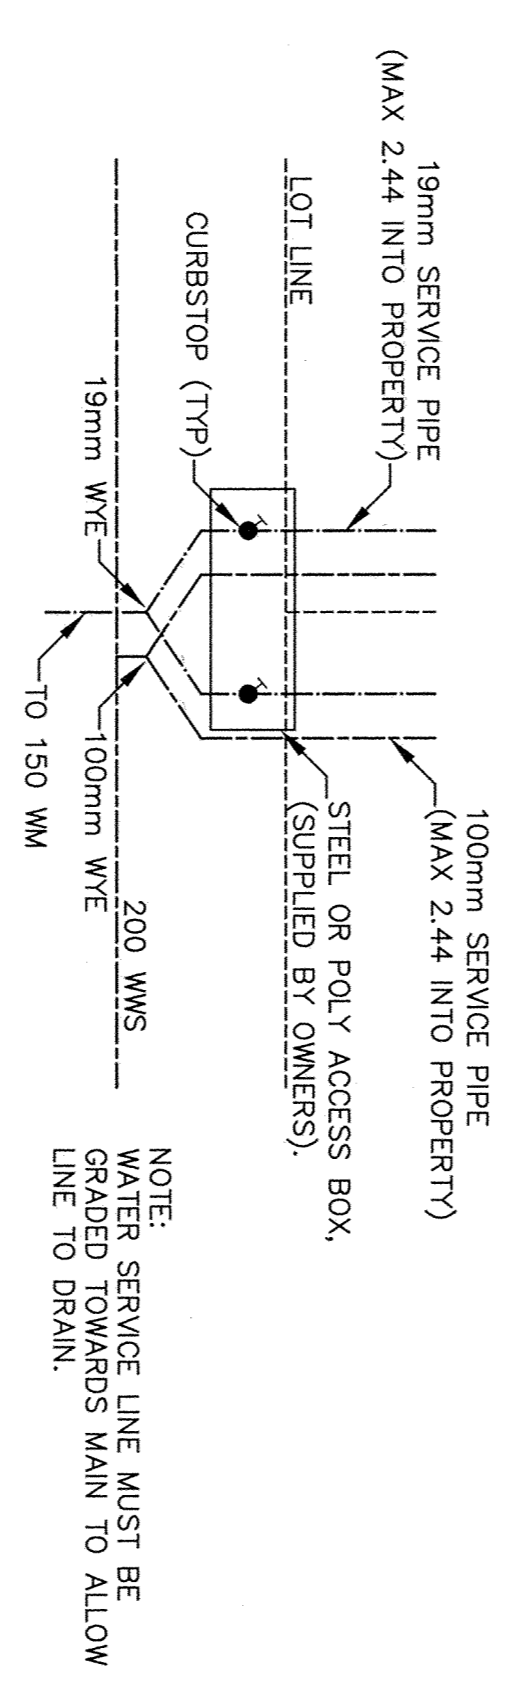 19mm SERVICE PIPE
(MAX 2.44 INTO PROPERTY)
100mm SERVICE PIPE
(MAX 2.44 INTO PROPERTY)
LOT LINE
STEEL OR POLY ACCESS BOX,
(SUPPLIED BY OWNERS).
CURBSTOP (TYP)
19mm WYE
200 WWS
100mm WYE
TO 150 WM
NOTE:
WATER SERVICE LINE MUST BE
GRADED TOWARDS MAIN TO ALLOW
LINE TO DRAIN.